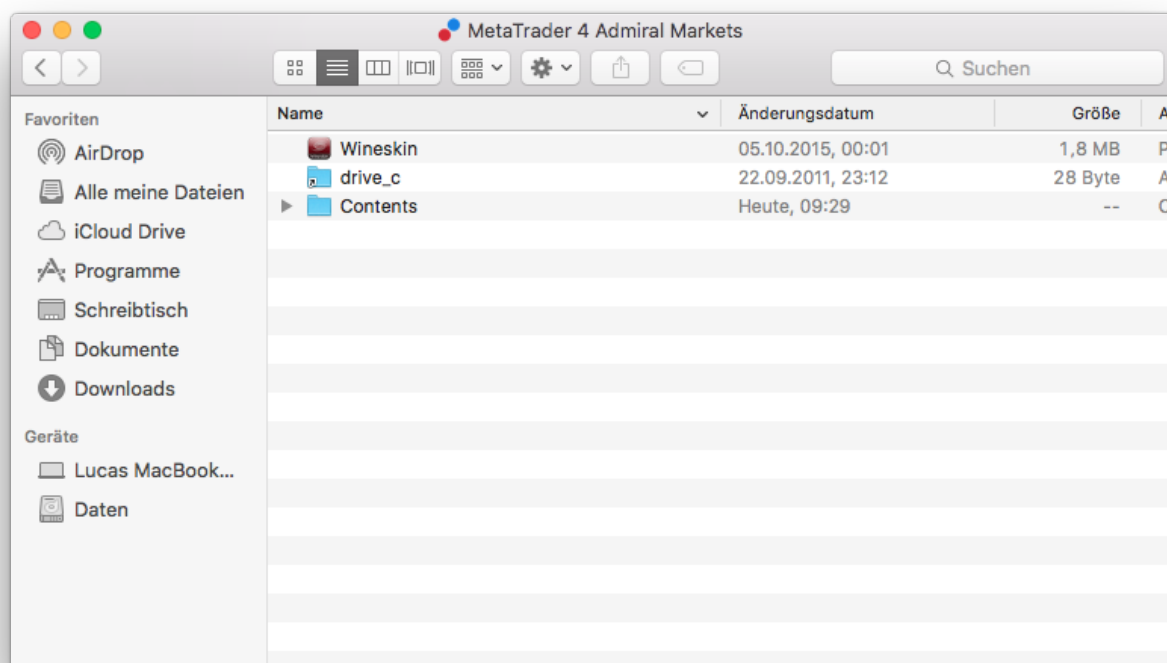 MetaTrader 4 Admiral Markets
Suchen
Favoriten
AirDrop
Alle meine Dateien
iCloud Drive
Programme
Schreibtisch
Dokumente
Downloads
Geräte
Lucas MacBook...
Daten
Name Änderungsdatum Größe A
Wineskin 05.10.2015, 00:01 1,8 MB P
drive_c 22.09.2011, 23:12 28 Byte A
Contents Heute, 09:29 --